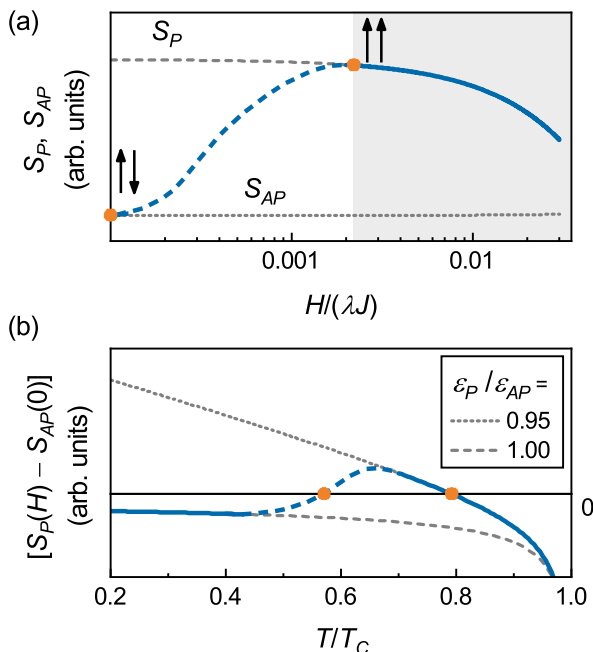 (a)
S_P
S_P, S_AP
(arb. units)
S_AP
0.001
0.01
H/(λJ)
(b)
[S_P(H) − S_AP(0)]
(arb. units)
ε_P /ε_AP =
0.95
1.00
0
0.2
0.4
0.6
0.8
1.0
T/T_C